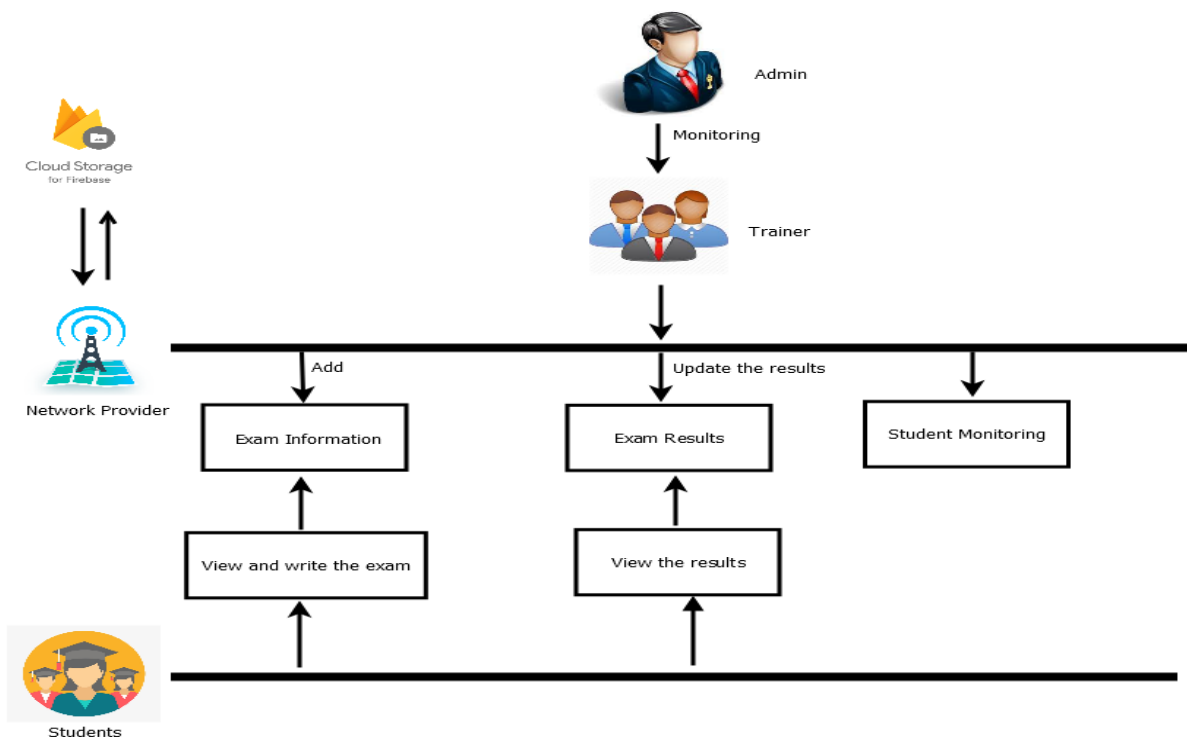 Admin
Monitoring
Cloud Storage
for Firebase
Trainer
Add
Update the results
Network Provider
Exam Information
Exam Results
Student Monitoring
View and write the exam
View the results
Students